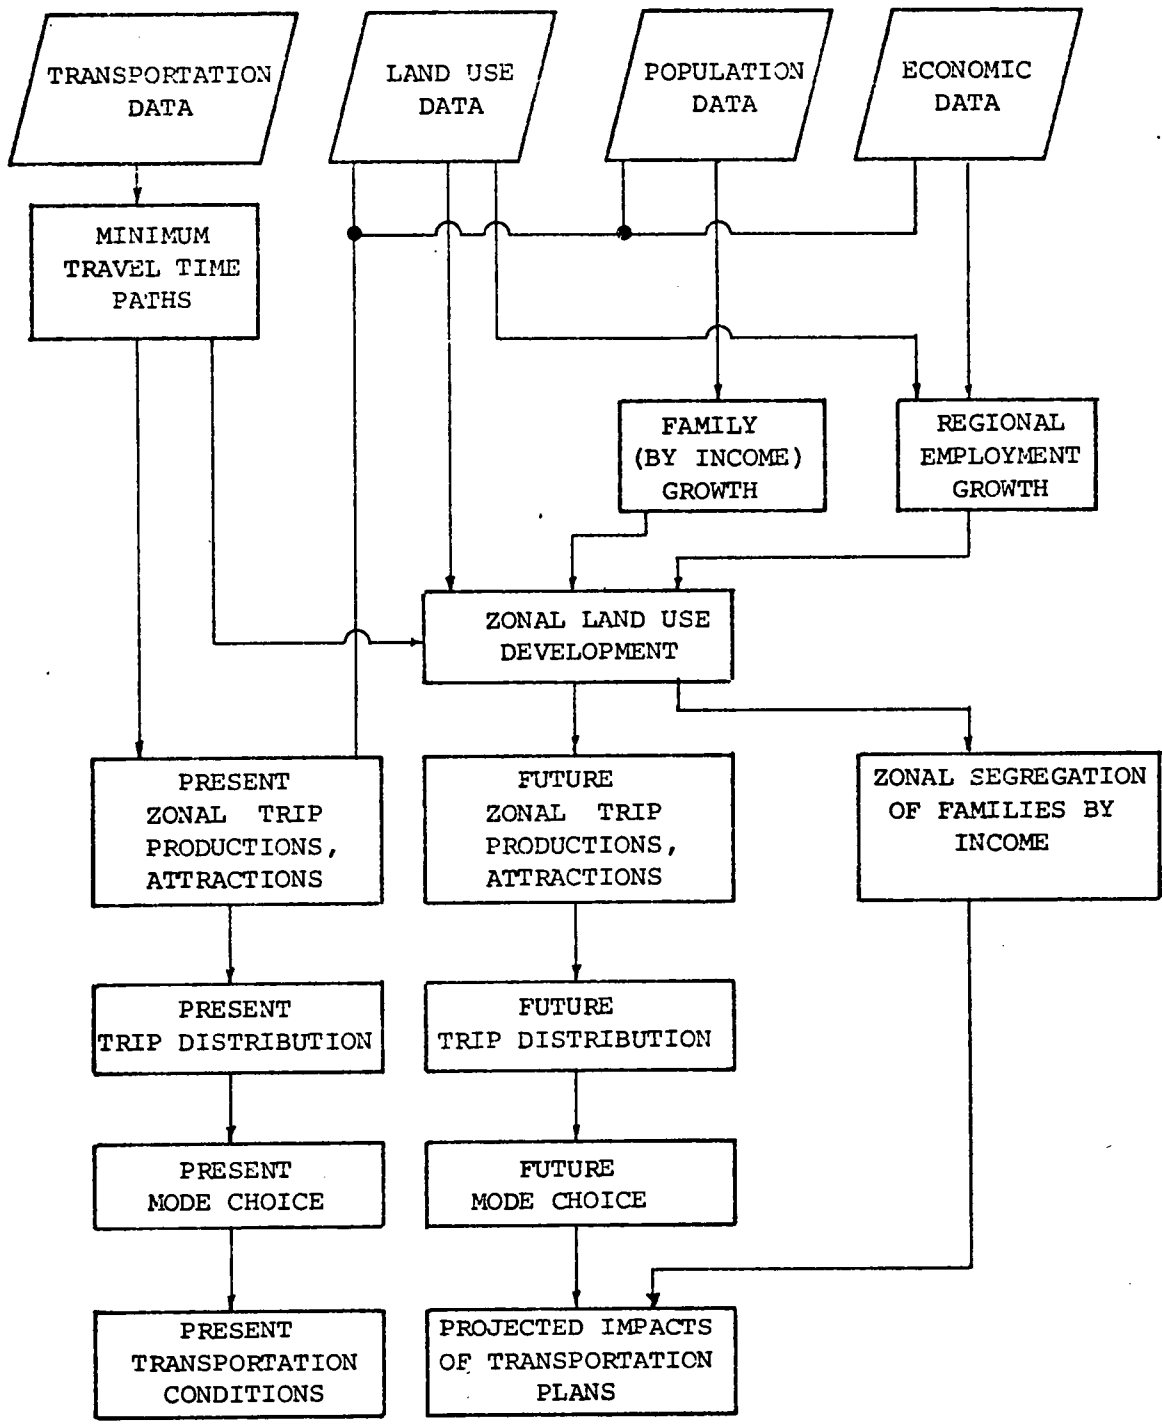 TRANSPORTATION
DATA
LAND USE
DATA
POPULATION
DATA
ECONOMIC
DATA
MINIMUM
TRAVEL TIME
PATHS
FAMILY
(BY INCOME)
GROWTH
REGIONAL
EMPLOYMENT
GROWTH
ZONAL LAND USE
DEVELOPMENT
PRESENT
ZONAL TRIP
PRODUCTIONS,
ATTRACTIONS
FUTURE
ZONAL TRIP
PRODUCTIONS,
ATTRACTIONS
ZONAL SEGREGATION
OF FAMILIES BY
INCOME
PRESENT
TRIP DISTRIBUTION
FUTURE
TRIP DISTRIBUTION
PRESENT
MODE CHOICE
FUTURE
MODE CHOICE
PRESENT
TRANSPORTATION
CONDITIONS
PROJECTED IMPACTS
OF TRANSPORTATION
PLANS